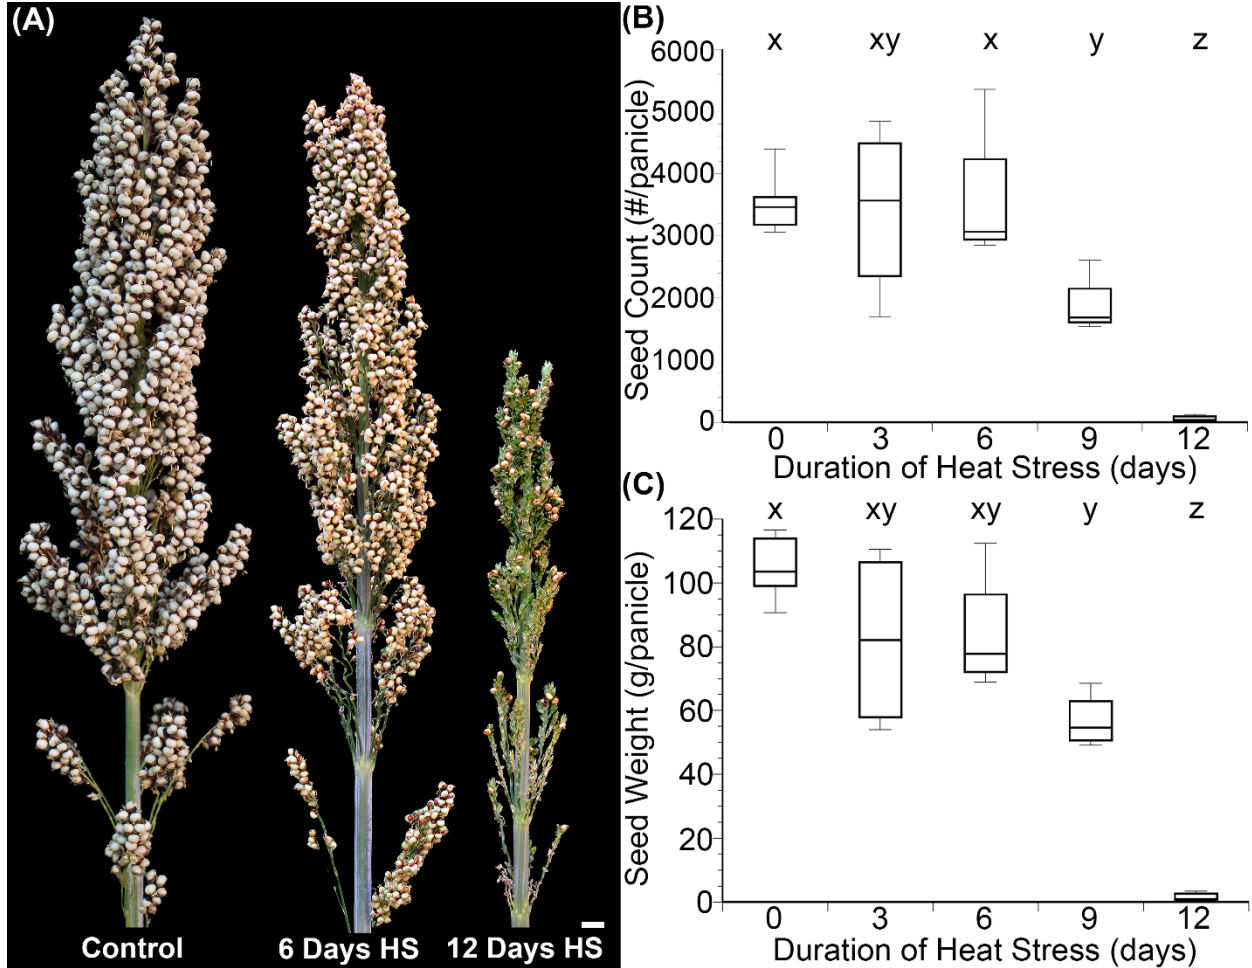 (A)
Control
6 Days HS
12 Days HS
(B)
x
xy
x
y
z
Seed Count (#/panicle)
6000
5000
4000
3000
2000
1000
0
0
3
6
9
12
Duration of Heat Stress (days)
(C)
x
xy
xy
y
z
Seed Weight (g/panicle)
120
100
80
60
40
20
0
0
3
6
9
12
Duration of Heat Stress (days)